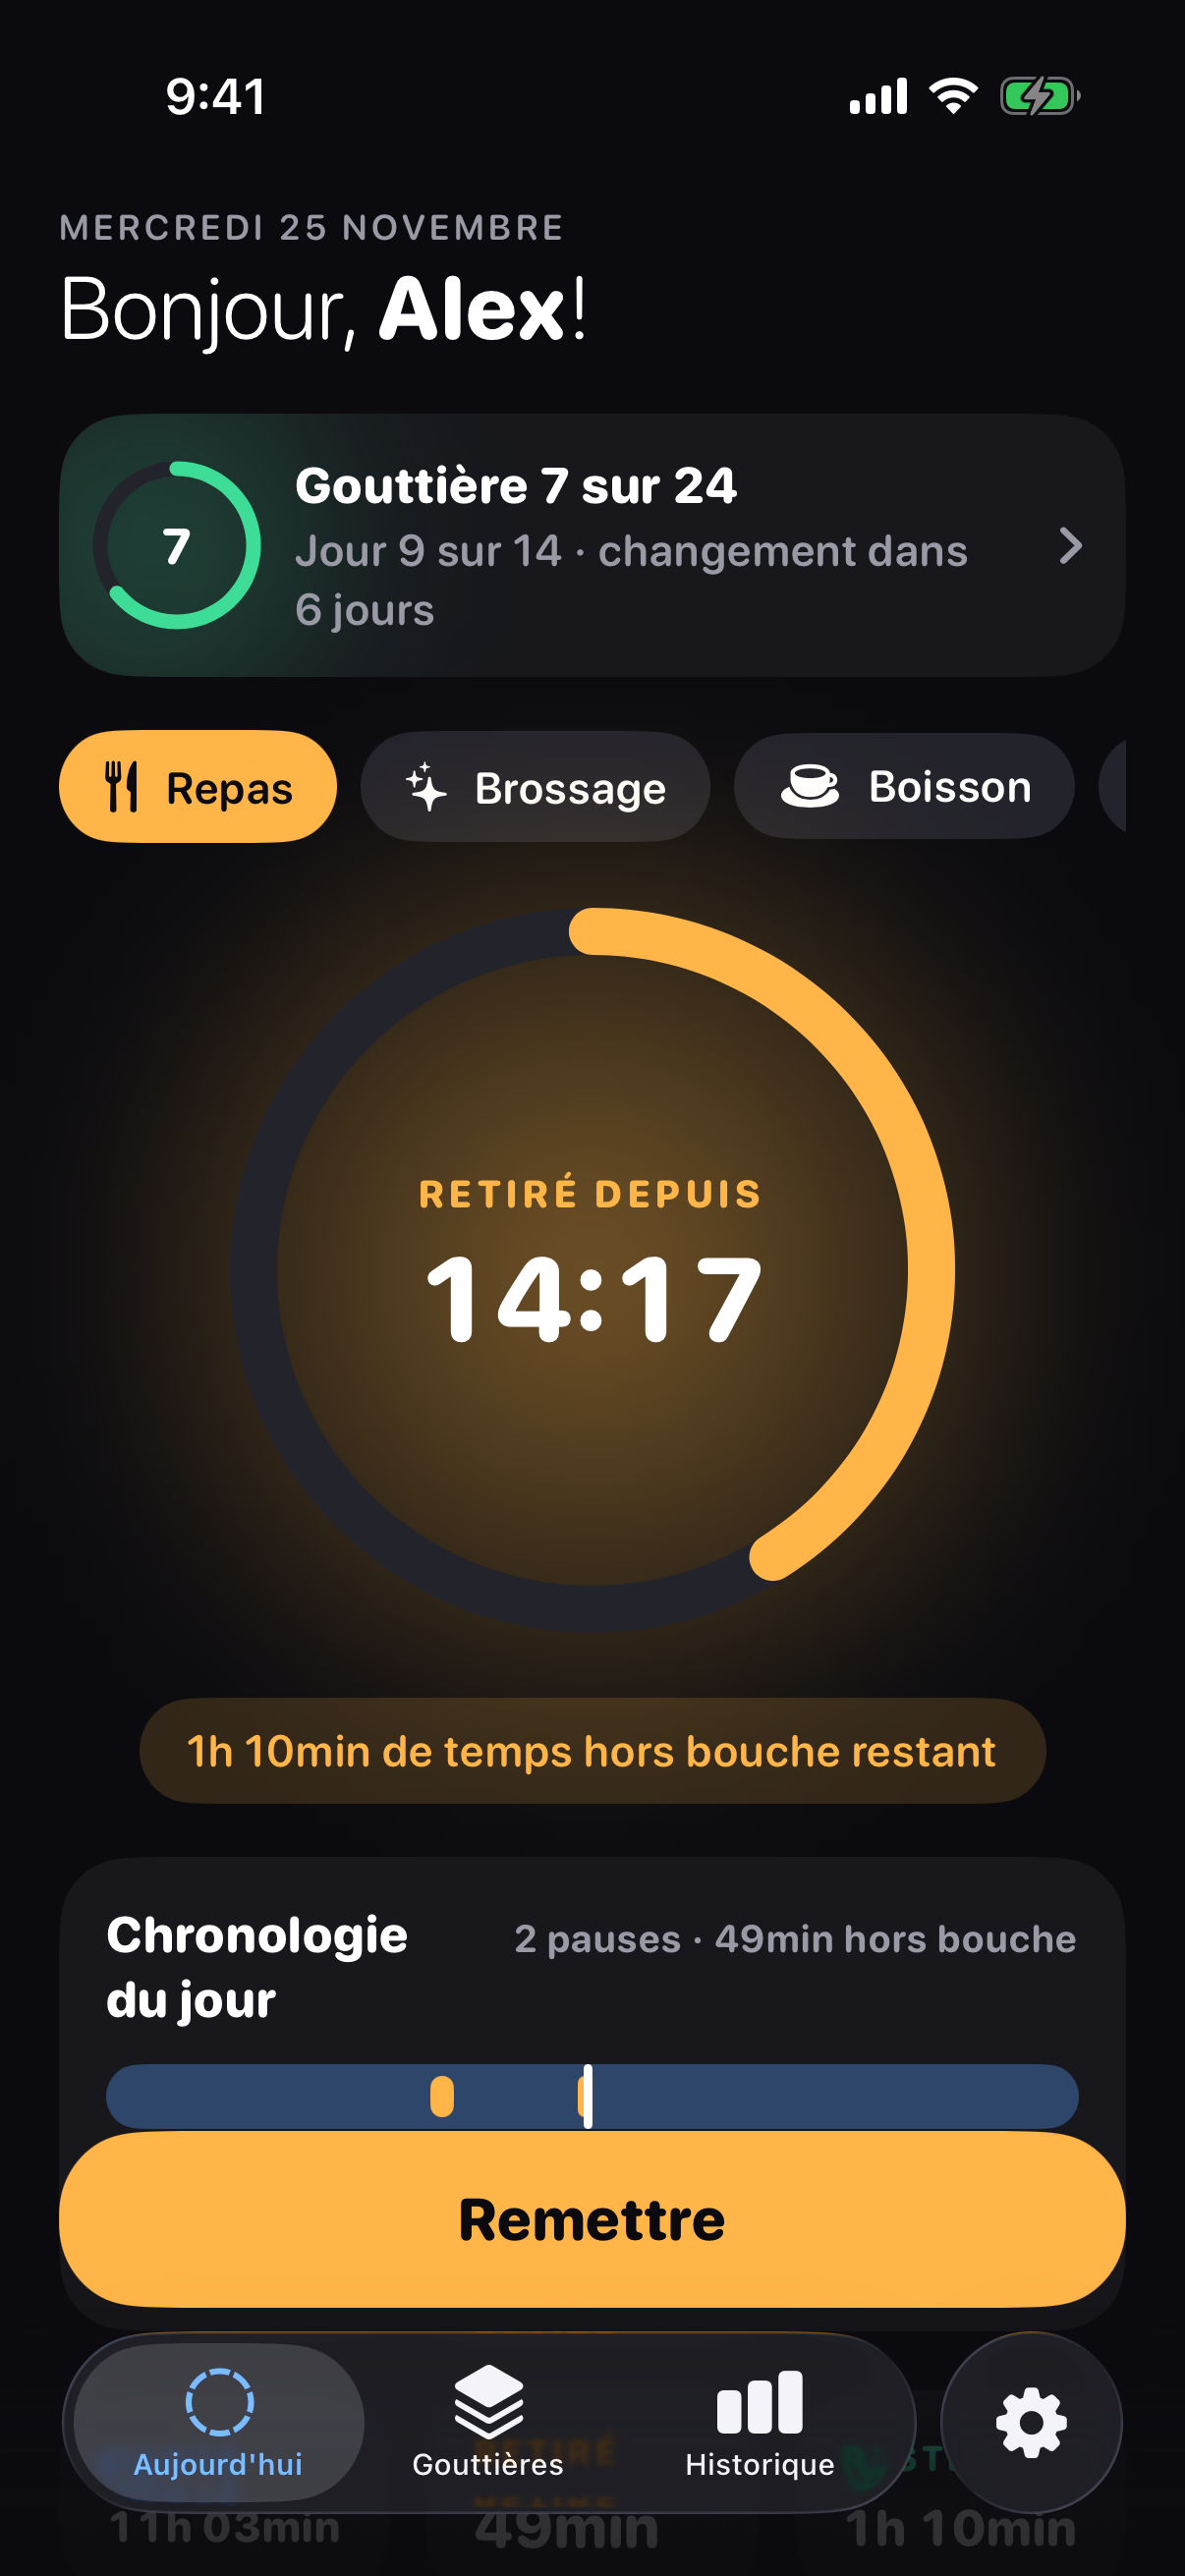 9:41
MERCREDI 25 NOVEMBRE
Bonjour, Alex!
7
Gouttière 7 sur 24
Jour 9 sur 14 · changement dans
6 jours
Repas
Brossage
Boisson
RETIRÉ DEPUIS
14:17
1h 10min de temps hors bouche restant
Chronologie
du jour
2 pauses · 49min hors bouche
Remettre
Aujourd'hui
Gouttières
Historique
RETIRÉ
11h 03min
49min
1h 10min